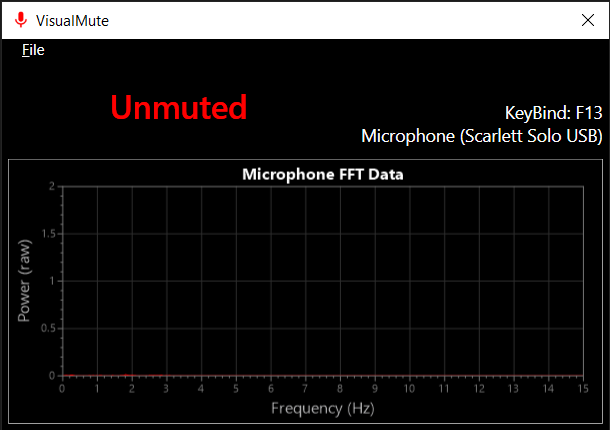 VisualMute
File
Unmuted
KeyBind: F13
Microphone (Scarlett Solo USB)
Microphone FFT Data
2
1.5
1
0.5
0
Power (raw)
0 1 2 3 4 5 6 7 8 9 10 11 12 13 14 15
Frequency (Hz)